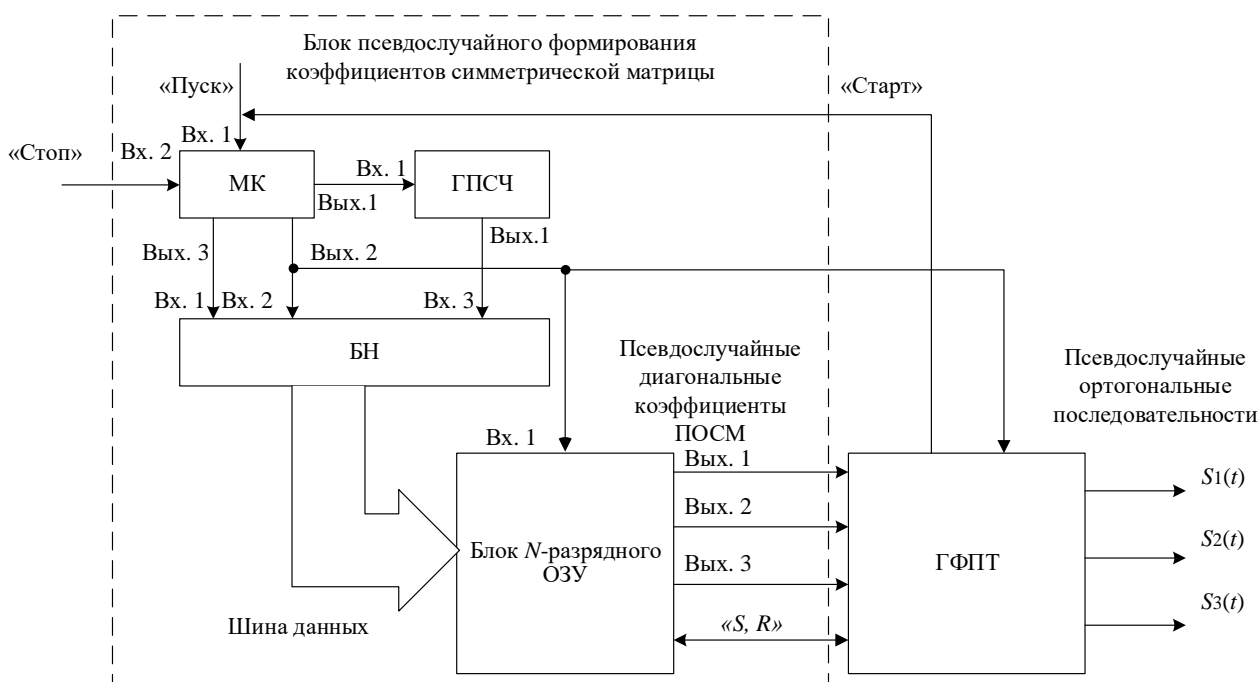 Блок псевдослучайного формирования
коэффициентов симметрической матрицы
«Пуск»
«Старт»
«Стоп»
Вх. 1
Вх. 2
МК
Вх. 1
ГПСЧ
Вых.1
Вых.1
Вых. 3
Вых. 2
Вх. 1
Вх. 2
Вх. 3
БН
Псевдослучайные
диагональные
коэффициенты
ПОСМ
Псевдослучайные
ортогональные
последовательности
Вх. 1
Вых. 1
S1(t)
Вых. 2
Блок N-разрядного
ОЗУ
ГФПТ
S2(t)
Вых. 3
S3(t)
Шина данных
«S, R»